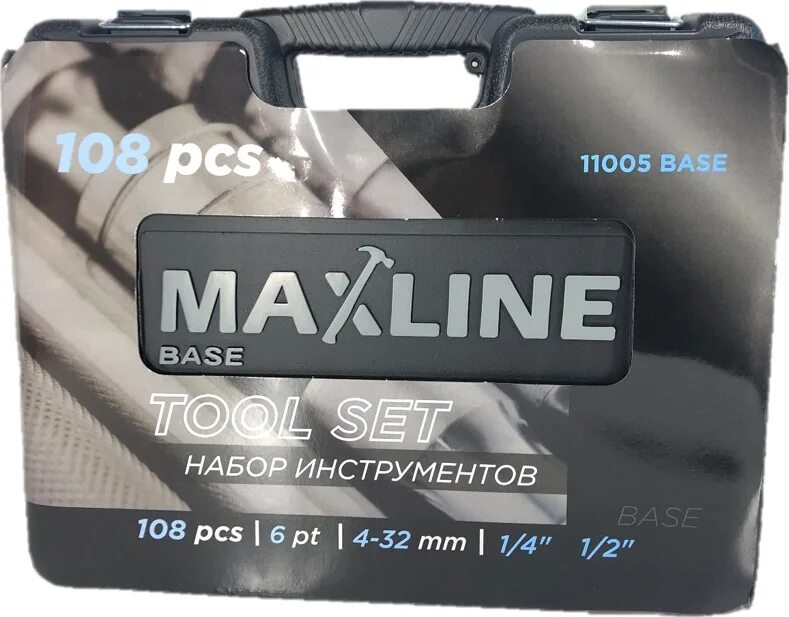 108 pcs
11005 BASE
MAXLINE
BASE
TOOL SET
НАБОР ИНСТРУМЕНТОВ
BASE
108 pcs | 6 pt | 4-32 mm | 1/4" 1/2"